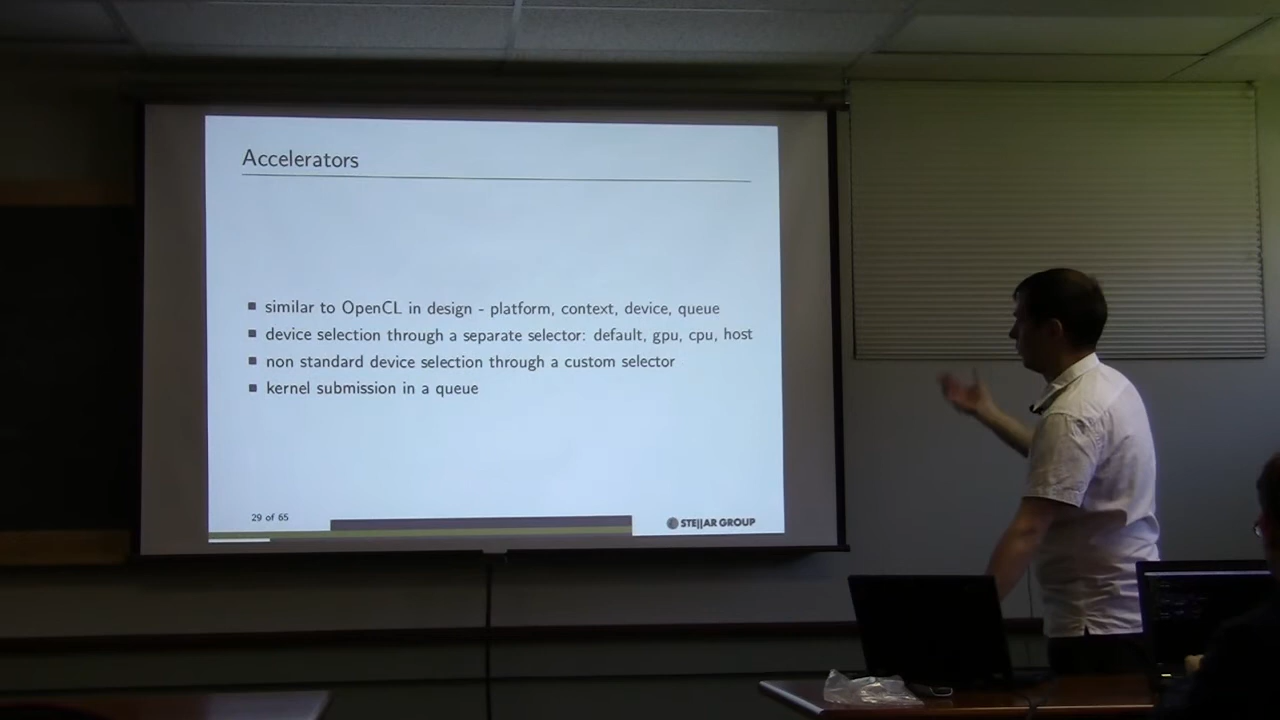 Accelerators
similar to OpenCL in design - platform, context, device, queue
device selection through a separate selector: default, gpu, cpu, host
non standard device selection through a custom selector
kernel submission in a queue
29 of 65
STE||AR GROUP